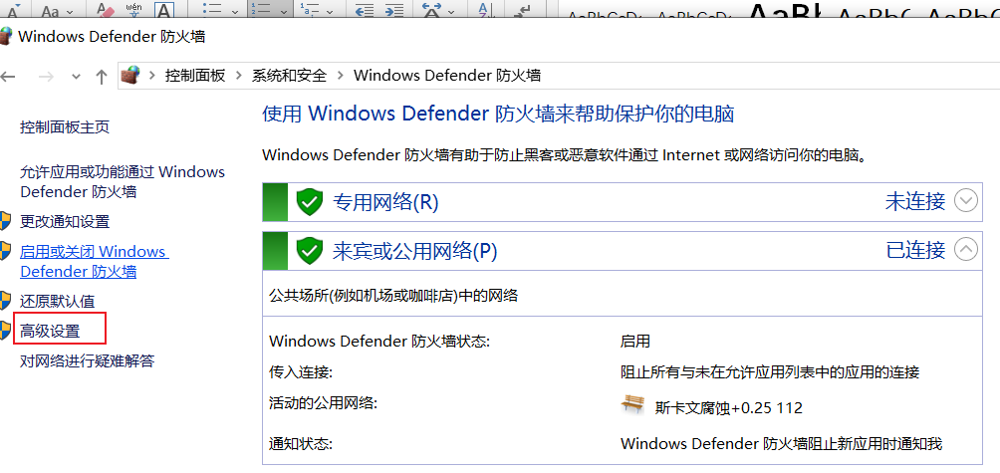 Aa
wén
A
AaBbCcDc
AaBbCcDc
AaBb
AaBbC
AaBbC
Windows Defender 防火墙
控制面板 > 系统和安全 > Windows Defender 防火墙
控制面板主页
允许应用或功能通过 Windows
Defender 防火墙
更改通知设置
启用或关闭 Windows
Defender 防火墙
还原默认值
高级设置
对网络进行疑难解答
使用 Windows Defender 防火墙来帮助保护你的电脑
Windows Defender 防火墙有助于防止黑客或恶意软件通过 Internet 或网络访问你的电脑。
专用网络(R) 未连接
来宾或公用网络(P) 已连接
公共场所(例如机场或咖啡店)中的网络
Windows Defender 防火墙状态: 启用
传入连接: 阻止所有与未在允许应用列表中的应用的连接
活动的公用网络: 斯卡文腐蚀+0.25 112
通知状态: Windows Defender 防火墙阻止新应用时通知我